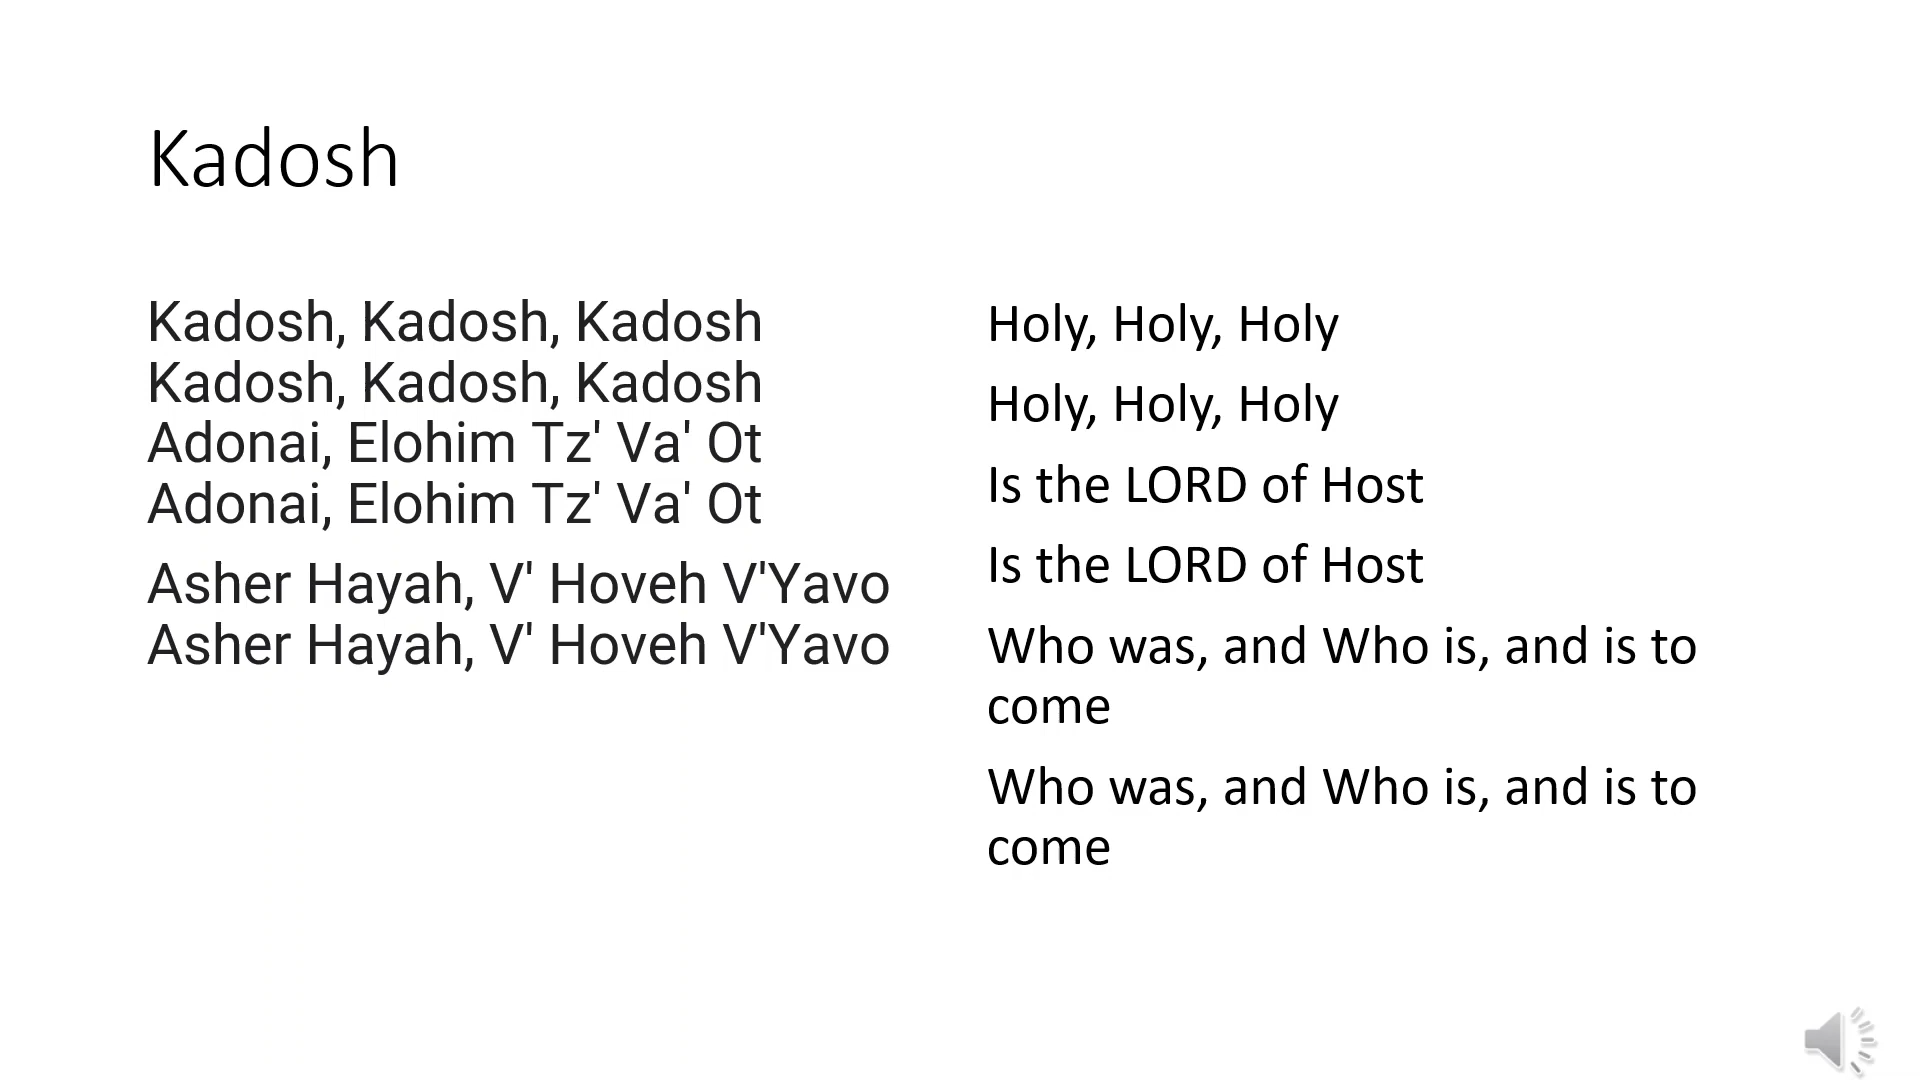 Kadosh
Kadosh, Kadosh, Kadosh
Kadosh, Kadosh, Kadosh
Adonai, Elohim Tz' Va' Ot
Adonai, Elohim Tz' Va' Ot
Asher Hayah, V' Hoveh V'Yavo
Asher Hayah, V' Hoveh V'Yavo
Holy, Holy, Holy
Holy, Holy, Holy
Is the LORD of Host
Is the LORD of Host
Who was, and Who is, and is to
come
Who was, and Who is, and is to
come